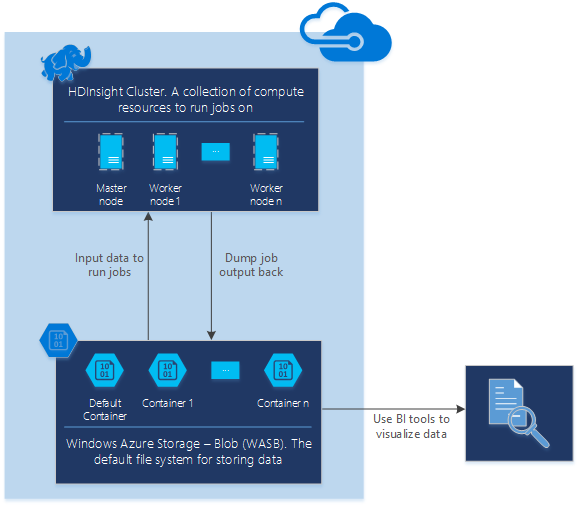 HDInsight Cluster. A collection of compute
resources to run jobs on
Master
node
Worker
node 1
...
Worker
node n
Input data to
run jobs
Dump job
output back
10
01
10
01
10
01
...
10
01
Default
Container
Container 1
Container n
Windows Azure Storage – Blob (WASB). The
default file system for storing data
Use BI tools to
visualize data